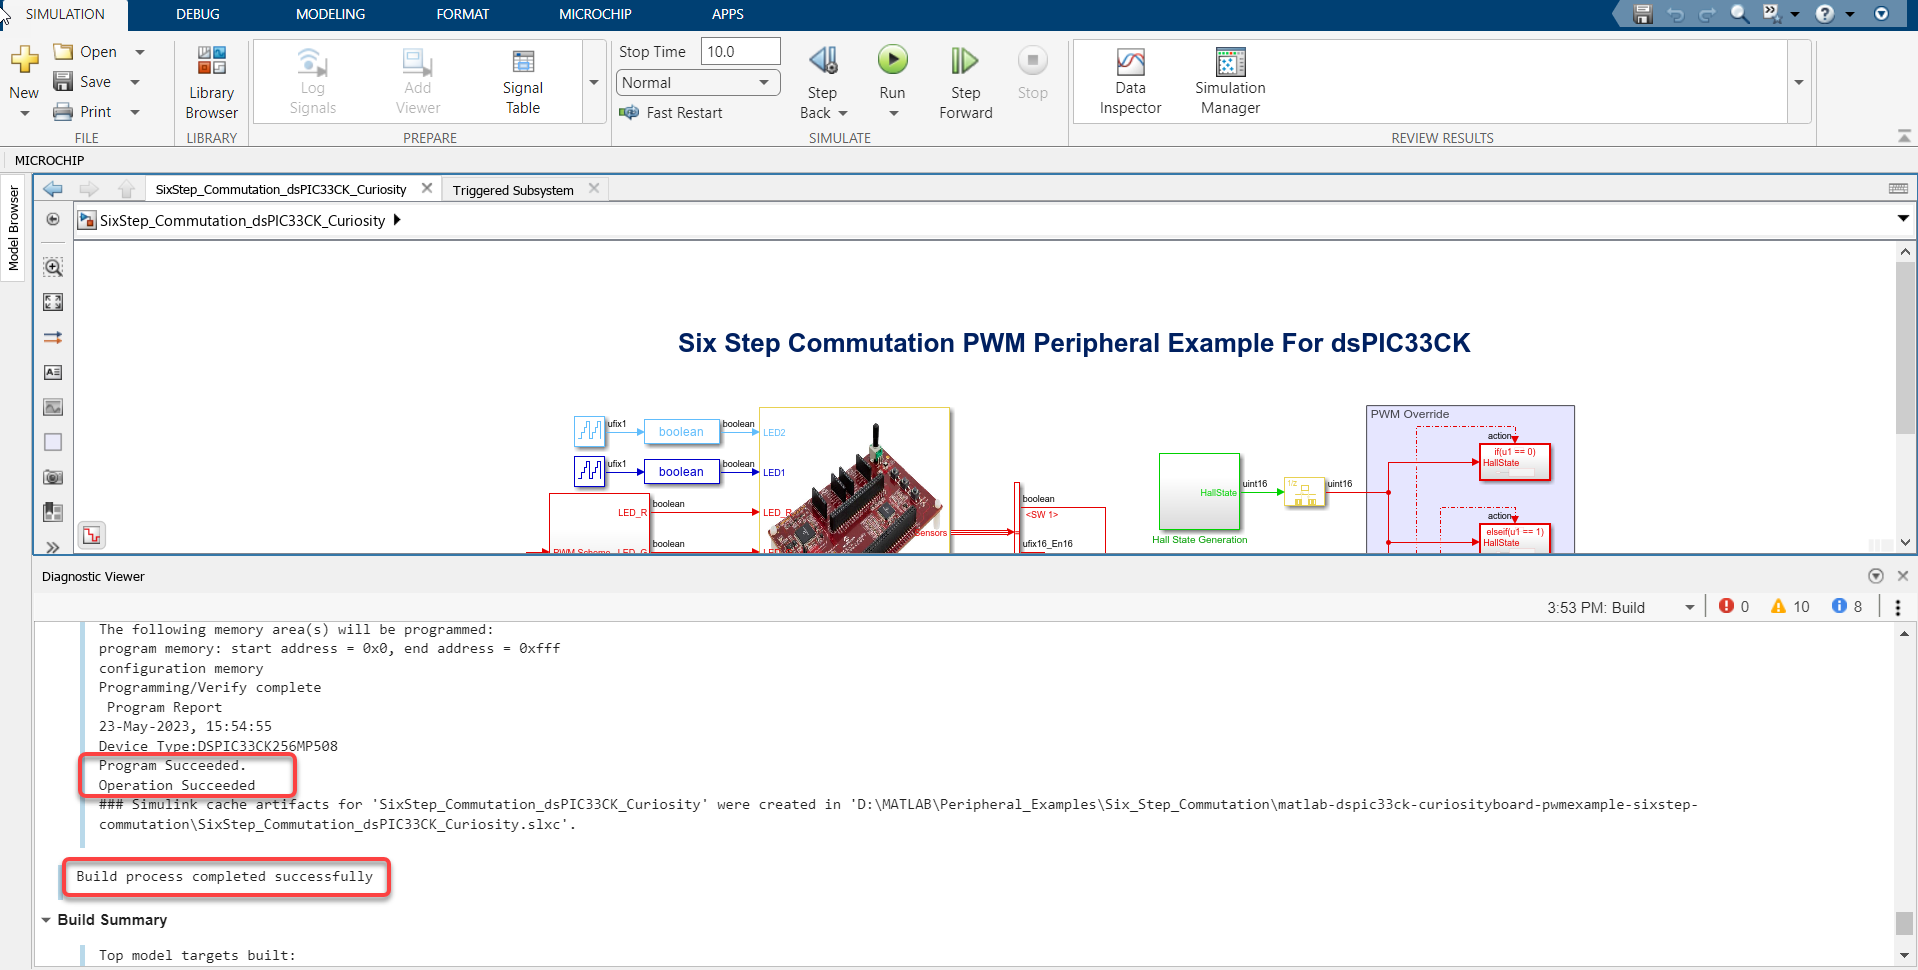 SIMULATION DEBUG MODELING FORMAT MICROCHIP APPS
New
Open
Save
Print
FILE
Library
Browser
LIBRARY
Log
Signals
Add
Viewer
Signal
Table
PREPARE
Stop Time 10.0
Normal
Fast Restart
Step
Back
Run
Step
Forward
Stop
SIMULATE
Data
Inspector
Simulation
Manager
REVIEW RESULTS
MICROCHIP
Model Browser
SixStep_Commutation_dsPIC33CK_Curiosity
Triggered Subsystem
SixStep_Commutation_dsPIC33CK_Curiosity
Six Step Commutation PWM Peripheral Example For dsPIC33CK
ufix1 boolean boolean LED2
ufix1 boolean boolean LED1
LED_R boolean LED_R
PWM Scheme LED_G boolean
Sensors
boolean
<SW 1>
ufix16_En16
HallState uint16 1/z uint16
Hall State Generation
PWM Override
action
if(u1 == 0)
HallState
action
elseif(u1 == 1)
HallState
Diagnostic Viewer
3:53 PM: Build 0 10 8
The following memory area(s) will be programmed:
program memory: start address = 0x0, end address = 0xfff
configuration memory
Programming/Verify complete
Program Report
23-May-2023, 15:54:55
Device Type:DSPIC33CK256MP508
Program Succeeded.
Operation Succeeded
### Simulink cache artifacts for 'SixStep_Commutation_dsPIC33CK_Curiosity' were created in 'D:\MATLAB\Peripheral_Examples\Six_Step_Commutation\matlab-dspic33ck-curiosityboard-pwmexample-sixstep-
commutation\SixStep_Commutation_dsPIC33CK_Curiosity.slxc'.
Build process completed successfully
Build Summary
Top model targets built: